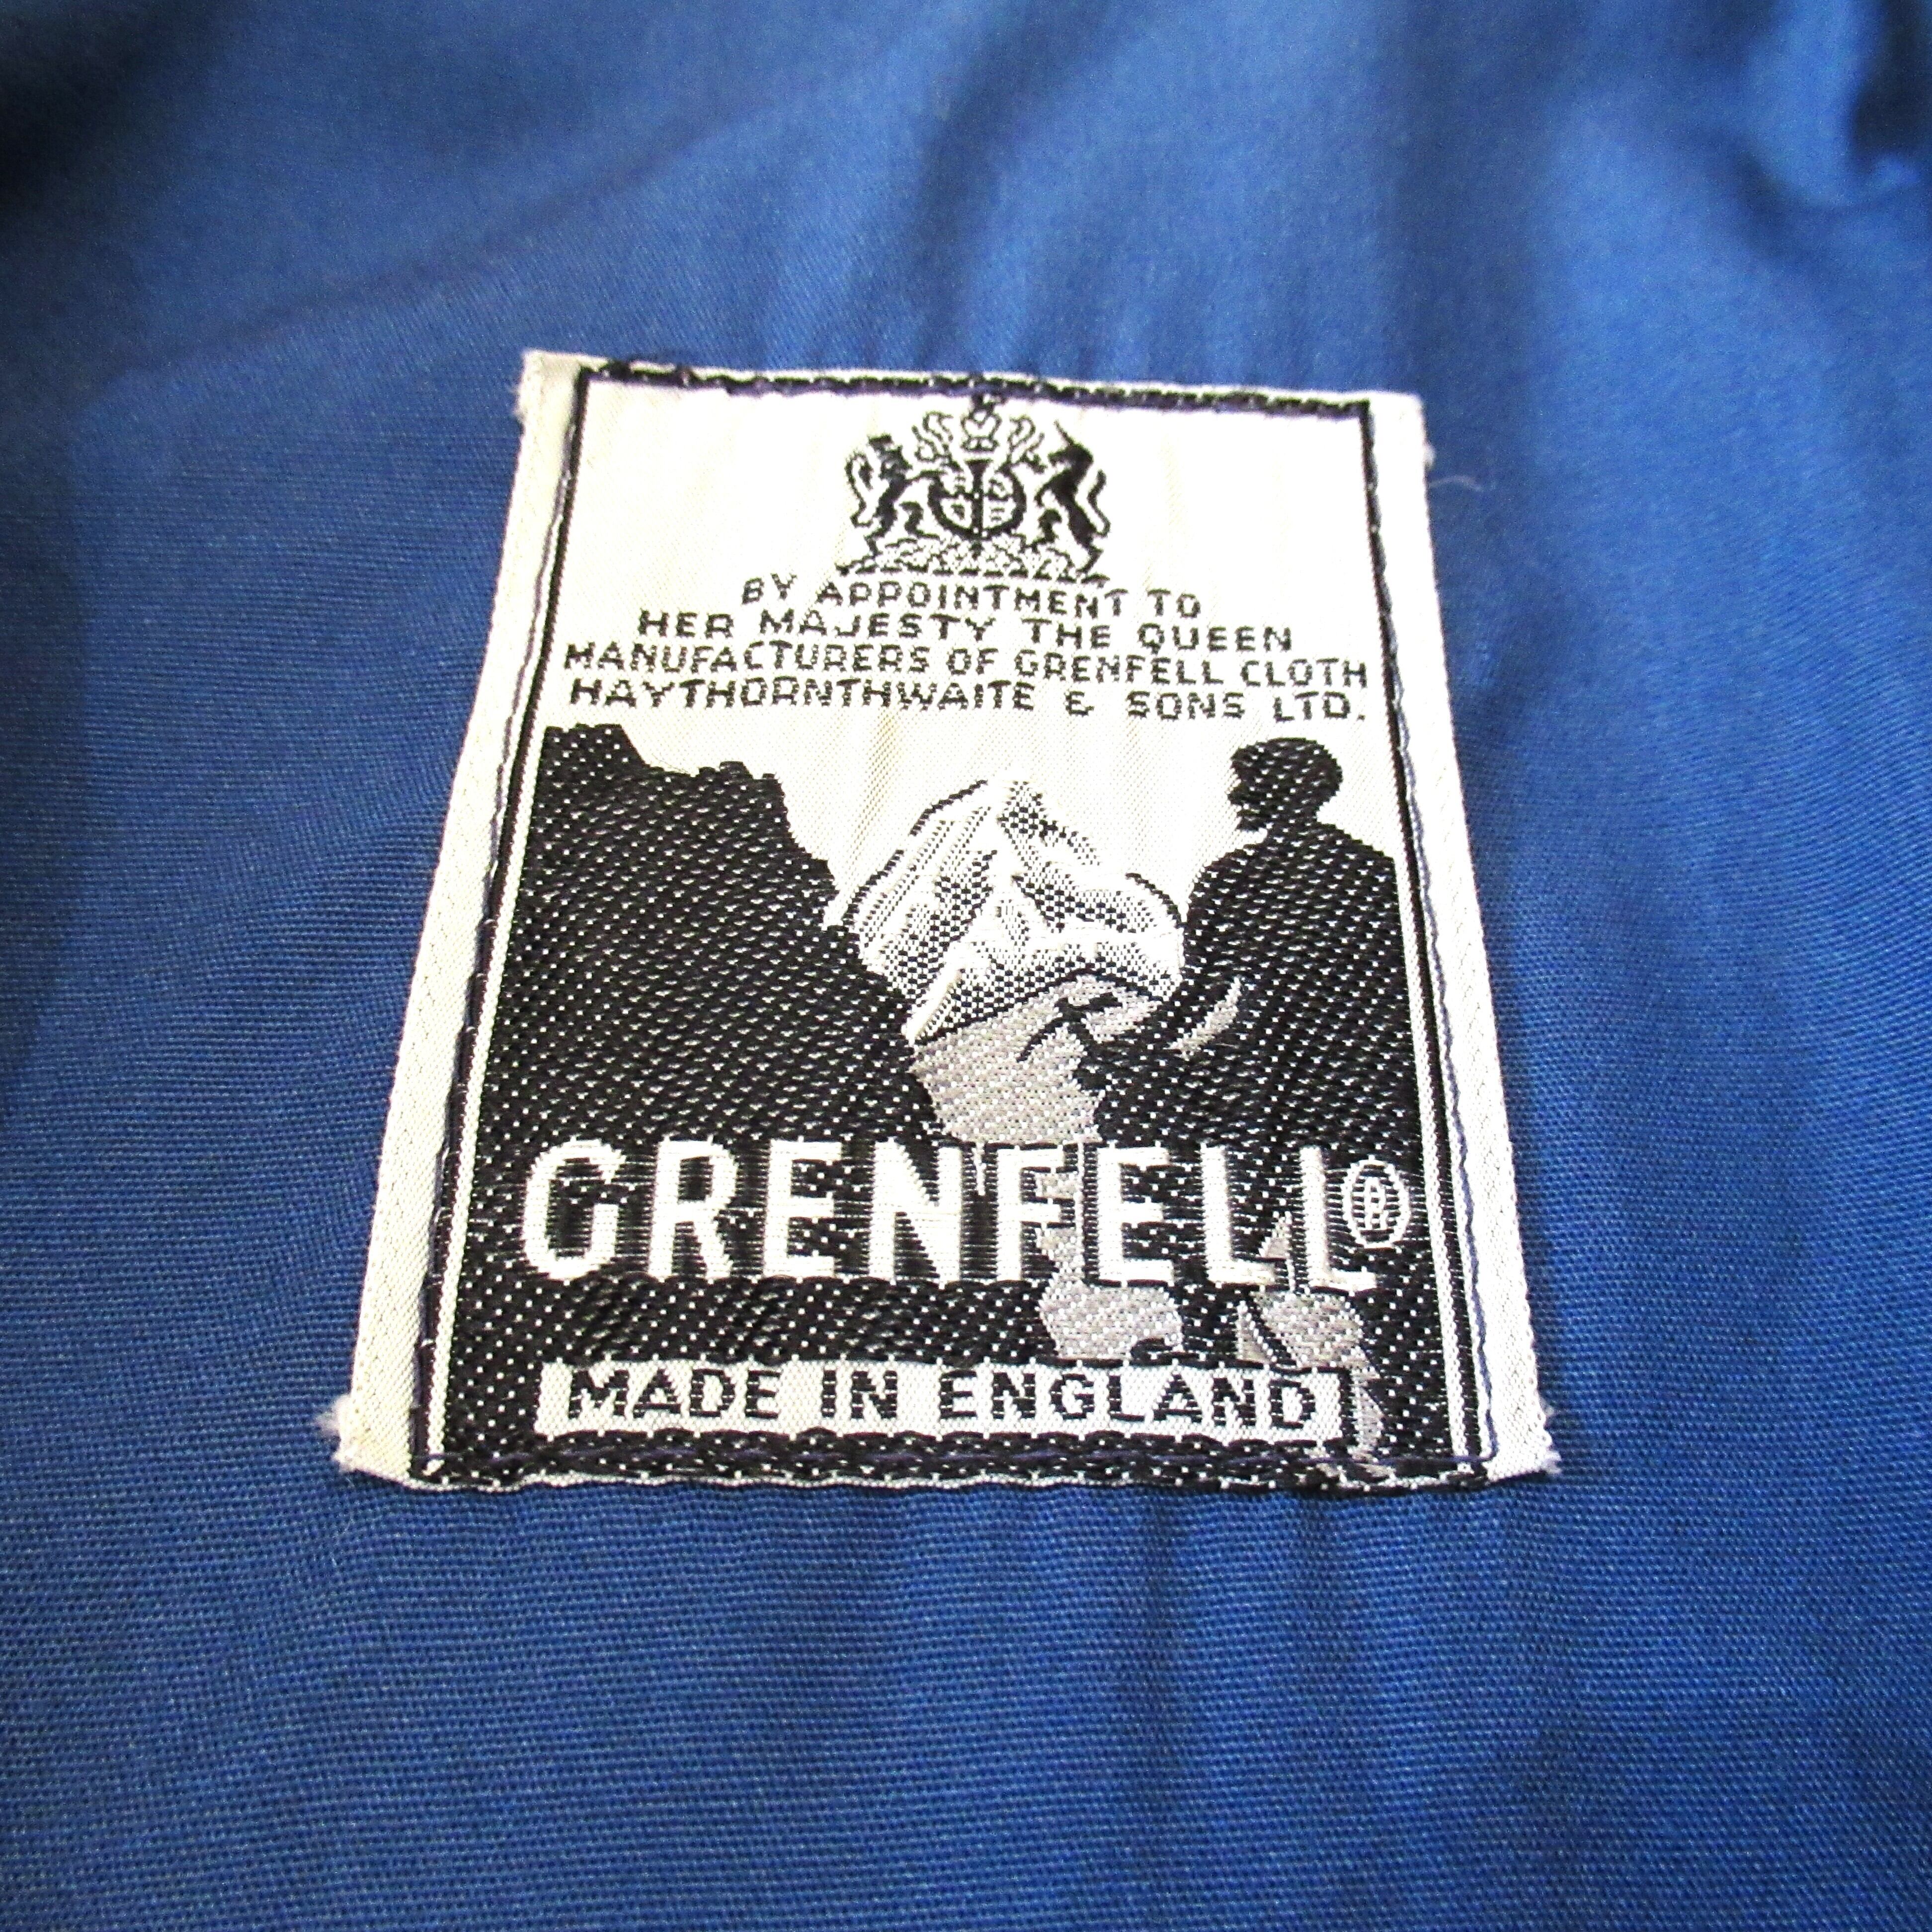 BY APPOINTMENT TO
HER MAJESTY THE QUEEN
MANUFACTURERS OF GRENFELL CLOTH
HAYTHORNTHWAITE & SONS LTD.
GRENFELL®
MADE IN ENGLAND